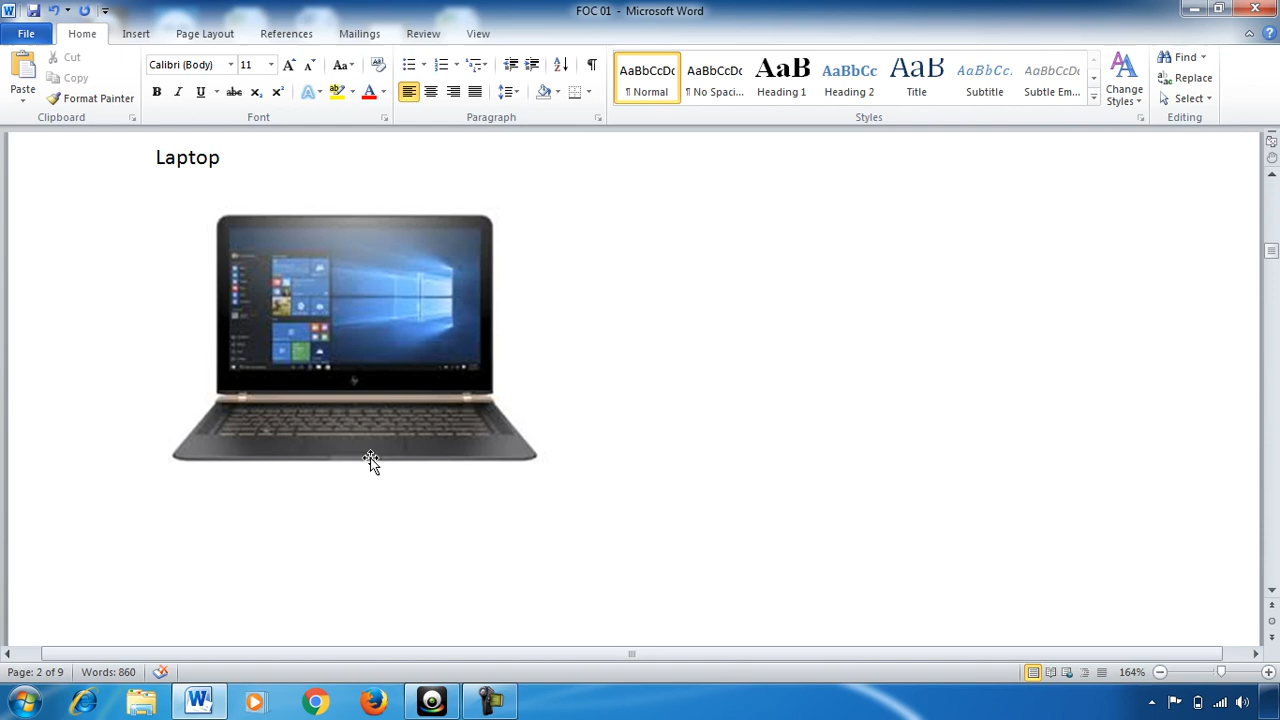 FOC 01 - Microsoft Word
File Home Insert Page Layout References Mailings Review View
Paste
Cut
Copy
Format Painter
Clipboard
Calibri (Body) 11
Font
Paragraph
AaBbCcDc AaBbCcDc AaB AaBbCc AaB AaBbCc. AaBbCcDc
¶ Normal ¶ No Spaci... Heading 1 Heading 2 Title Subtitle Subtle Em...
Styles
Change Styles
Find
Replace
Select
Editing
Laptop
Page: 2 of 9 Words: 860 164%